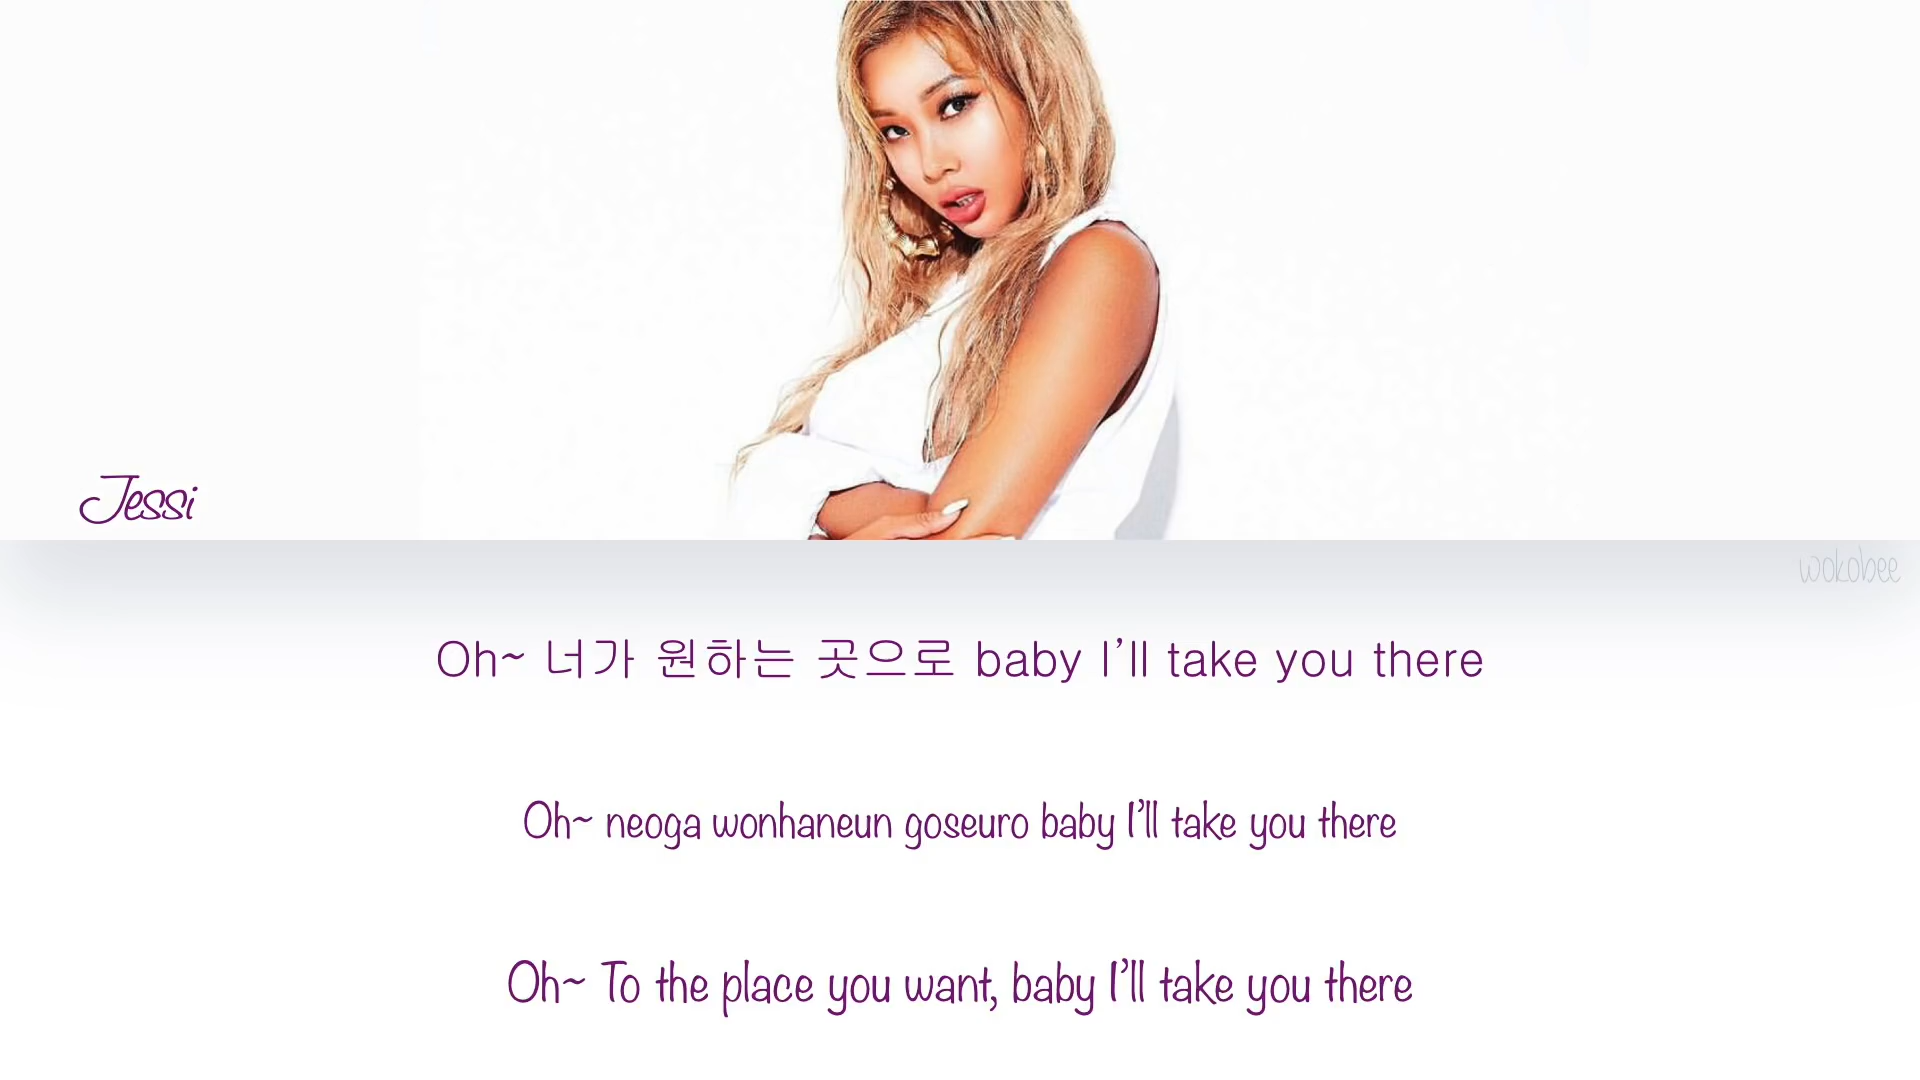 Jessi
wokobee
Oh~ 너가 원하는 곳으로 baby I’ll take you there
Oh~ neoga wonhaneun goseuro baby I’ll take you there
Oh~ To the place you want, baby I’ll take you there